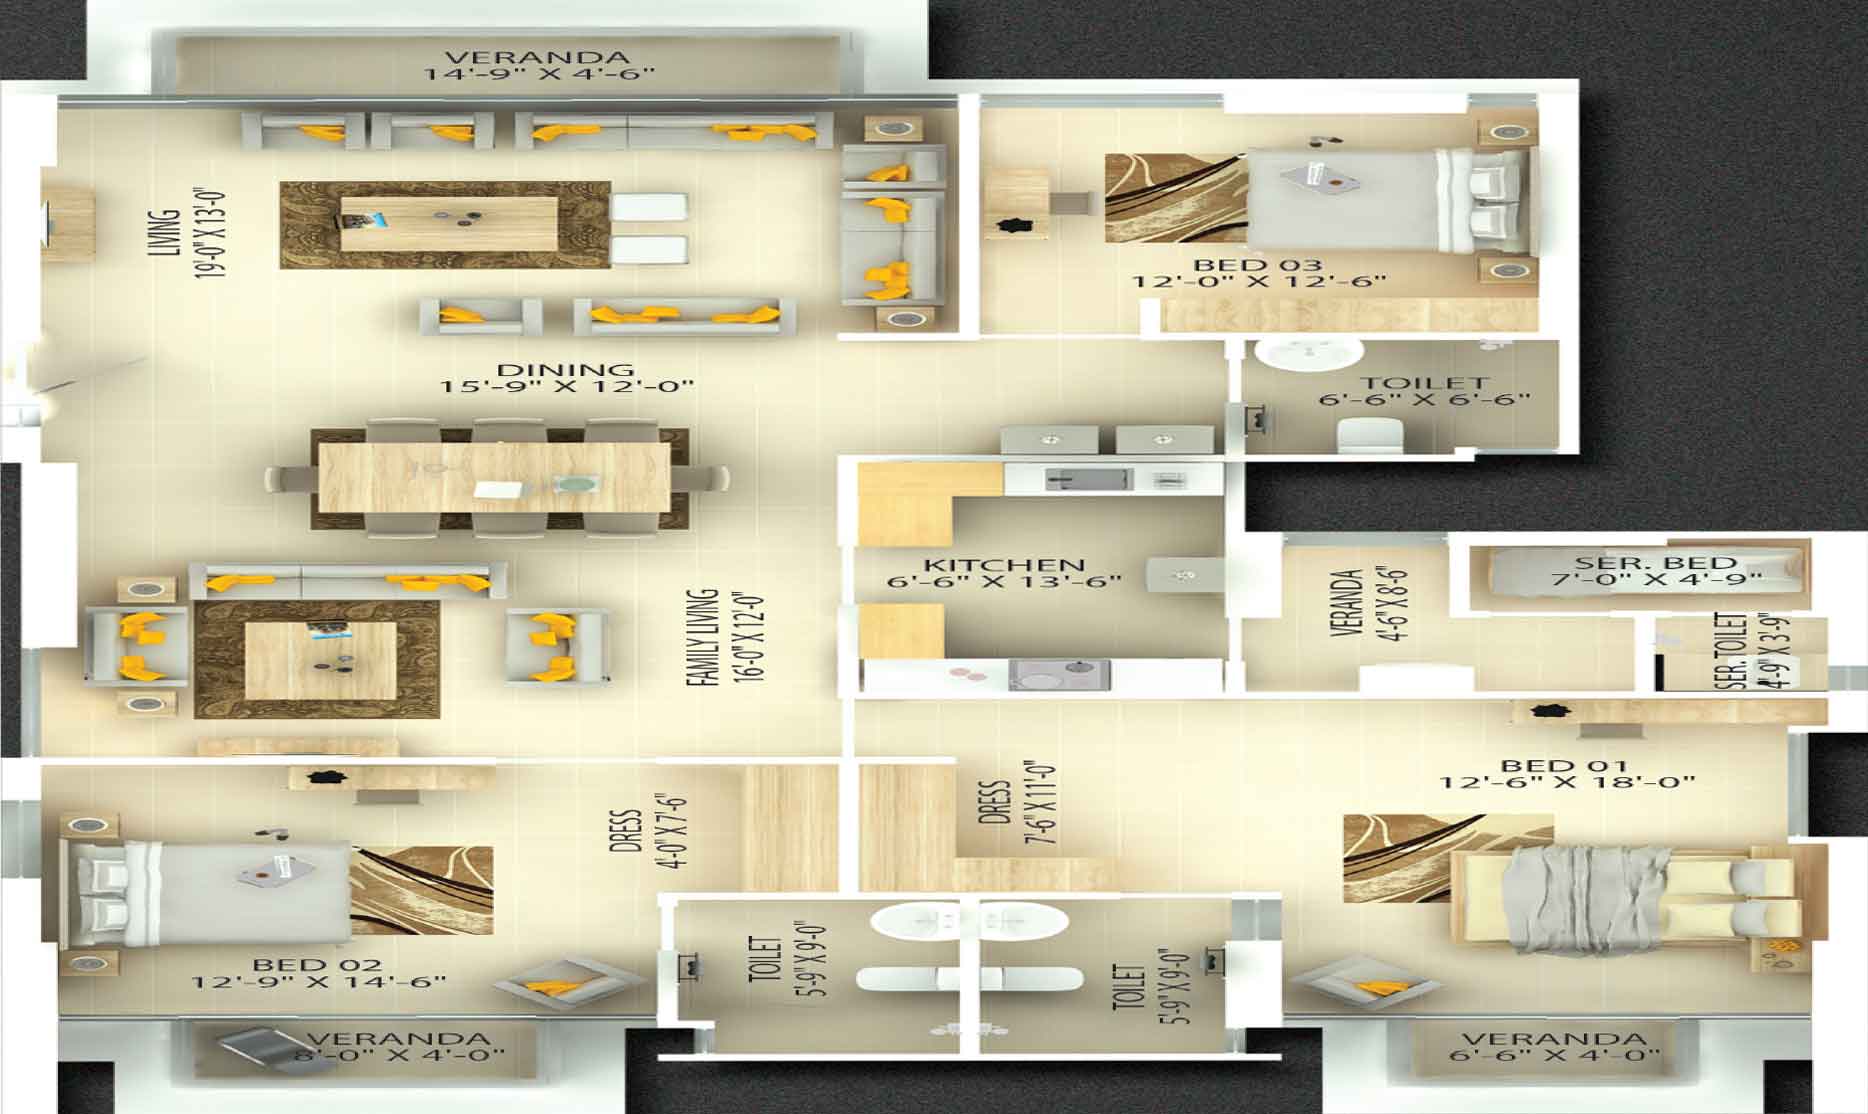 VERANDA
14'-9" X 4'-6"
LIVING
19'-0" X 13'-0"
BED 03
12'-0" X 12'-6"
DINING
15'-9" X 12'-0"
TOILET
6'-6" X 6'-6"
KITCHEN
6'-6" X 13'-6"
VERANDA
4'-6" X 8'-6"
SER. BED
7'-0" X 4'-9"
SER. TOILET
4'-9" X 3'-9"
FAMILY LIVING
16'-0" X 12'-0"
BED 01
12'-6" X 18'-0"
DRESS
4'-0" X 7'-6"
DRESS
7'-6" X 11'-0"
BED 02
12'-9" X 14'-6"
TOILET
5'-9" X 9'-0"
TOILET
5'-9" X 9'-0"
VERANDA
8'-0" X 4'-0"
VERANDA
6'-6" X 4'-0"